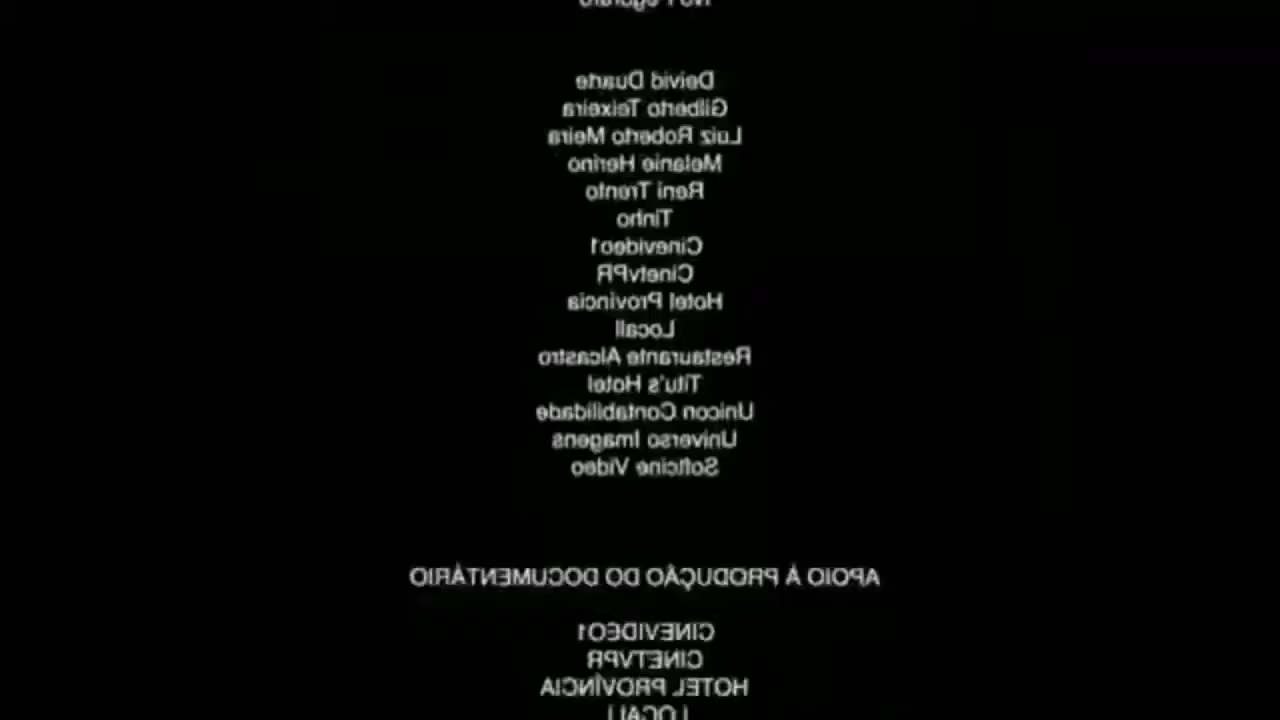 Deivid Duarte
Gilberto Teixeira
Luiz Roberto Meira
Melanie Herino
Reni Trento
Tinho
Cinevideo1
CinetvPR
Hotel Provincia
Locall
Restaurante Alcastro
Titu's Hotel
Unicon Contabilidade
Universo Imagens
Softcine Video
APOIO À PRODUÇÃO DO DOCUMENTÁRIO
CINEVIDEO1
CINETVPR
HOTEL PROVÍNCIA
LOCALL